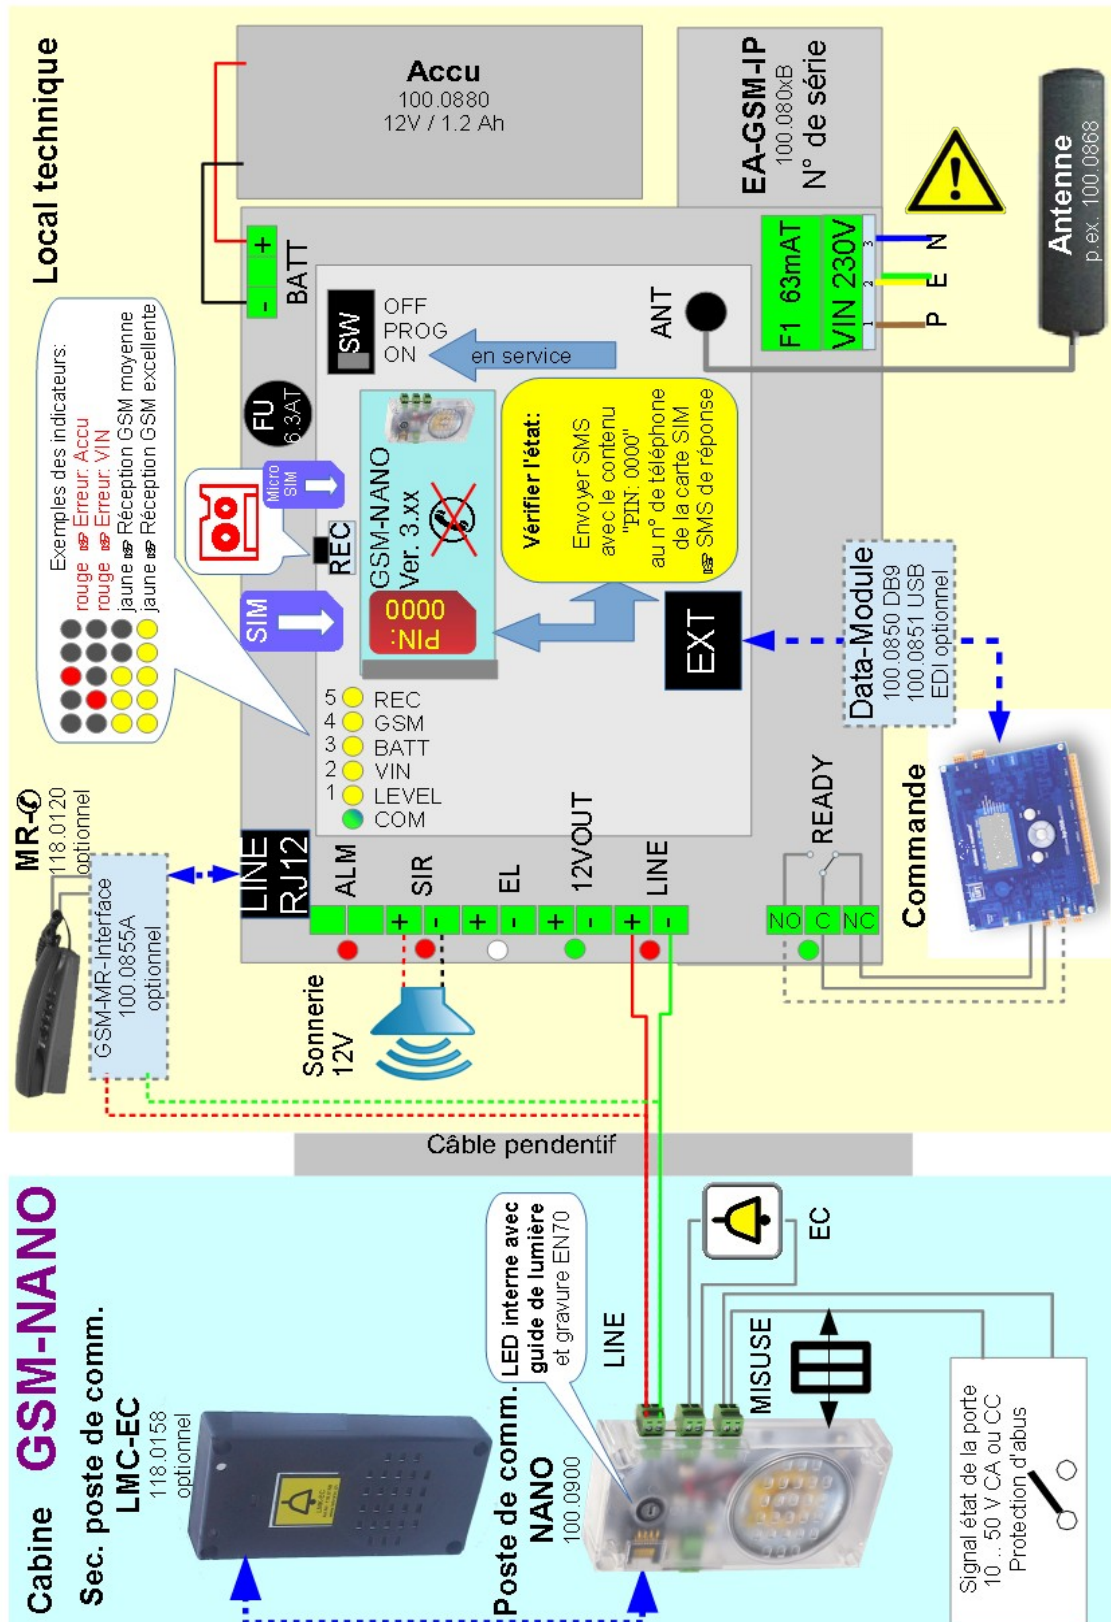 Cabine
GSM-NANO
Sec. poste de comm.
LMC-EC
118.0158
optionnel
Poste de comm.
NANO
100.0900
LED interne avec
guide de lumière
et gravure EN70
LINE
EC
MISUSE
Signal état de la porte
10 .. 50 V CA ou CC
Protection d'abus
Câble pendentif
Local technique
MR-✆
118.0120
optionnel
GSM-MR-Interface
100.0855A
optionnel
Exemples des indicateurs:
rouge ☞ Erreur: Accu
rouge ☞ Erreur: VIN
jaune ☞ Réception GSM moyenne
jaune ☞ Réception GSM excellente
Accu
100.0880
12V / 1.2 Ah
EA-GSM-IP
100.080xB
N° de série
- +
BATT
LINE
RJ12
SIM
REC
Micro
SIM
FU
6.3AT
SW
OFF
PROG
ON
en service
GSM-NANO
Ver. 3.xx
PIN:
0000
5 REC
4 GSM
3 BATT
2 VIN
1 LEVEL
COM
Vérifier l'état:
Envoyer SMS
avec le contenu
"PIN: 0000"
au n° de téléphone
de la carte SIM
☞ SMS de réponse
ANT
F1 63mAT
VIN 230V
1 2 3
P E N
Antenne
p.ex. 100.0868
EXT
ALM
+ -
SIR
+ -
EL
+ -
12VOUT
+ -
LINE
Sonnerie
12V
NO C NC
READY
Commande
Data-Module
100.0850 DB9
100.0851 USB
EDI optionnel